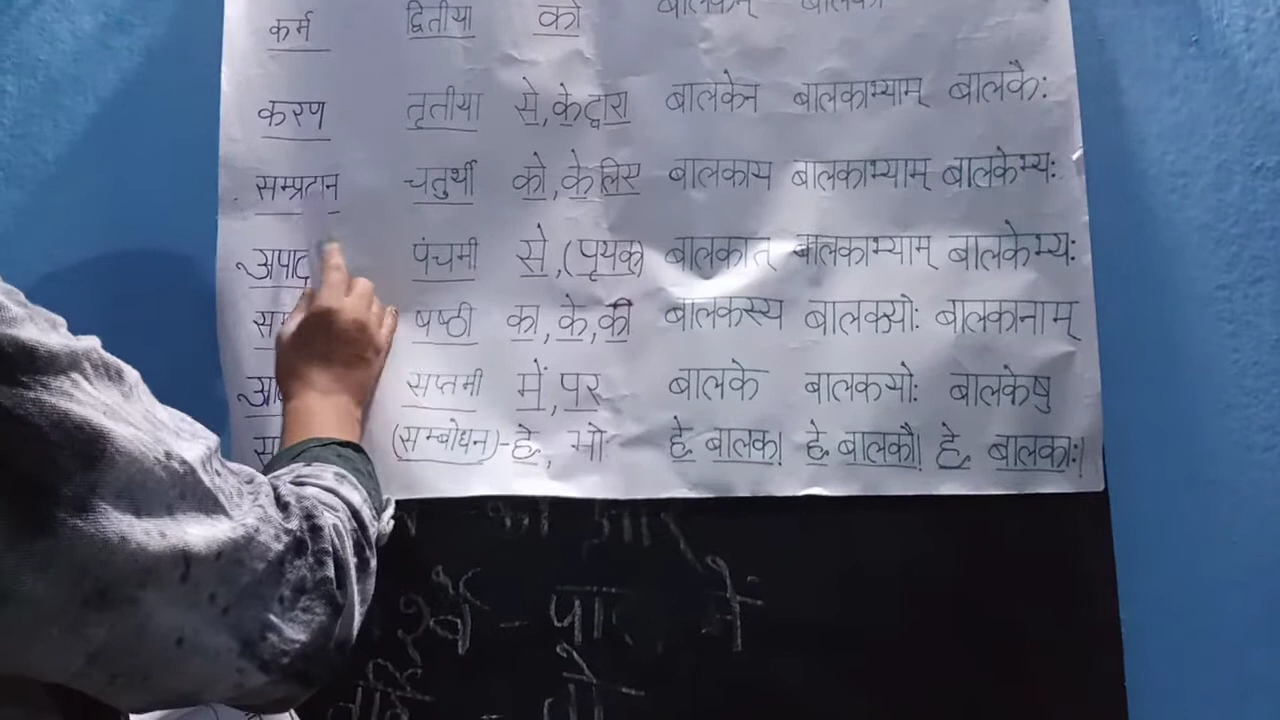 कर्म द्वितीया को
करण तृतीया से, के द्वारा बालकेन बालकाभ्याम् बालकैः
सम्प्रदान चतुर्थी को, के लिए बालकाय बालकाभ्याम् बालकेभ्यः
पंचमी से, (पृथक) बालकात् बालकाभ्याम् बालकेभ्यः
षष्ठी का, के, की बालकस्य बालकयोः बालकानाम्
सप्तमी में, पर बालके बालकयोः बालकेषु
(सम्बोधन)-हे, भो हे बालक! हे बालकौ! हे बालकाः!